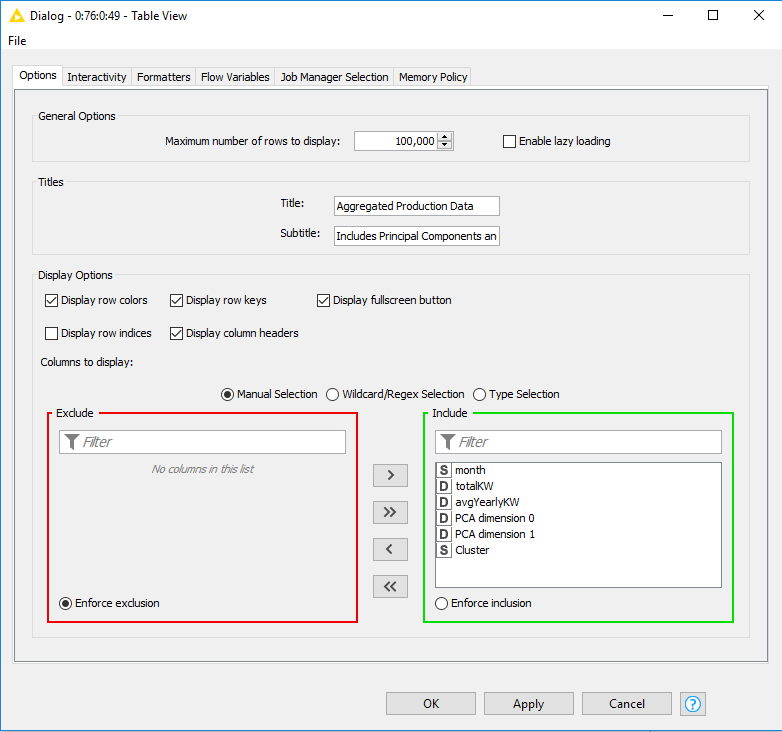 Dialog - 0:76:0:49 - Table View
File
Options Interactivity Formatters Flow Variables Job Manager Selection Memory Policy
General Options
Maximum number of rows to display: 100,000 Enable lazy loading
Titles
Title: Aggregated Production Data
Subtitle: Includes Principal Components an
Display Options
Display row colors Display row keys Display fullscreen button
Display row indices Display column headers
Columns to display:
Manual Selection Wildcard/Regex Selection Type Selection
Exclude
Filter
No columns in this list
Enforce exclusion
>
>>
<
<<
Include
Filter
S month
D totalKW
D avgYearlyKW
D PCA dimension 0
D PCA dimension 1
S Cluster
Enforce inclusion
OK Apply Cancel ?